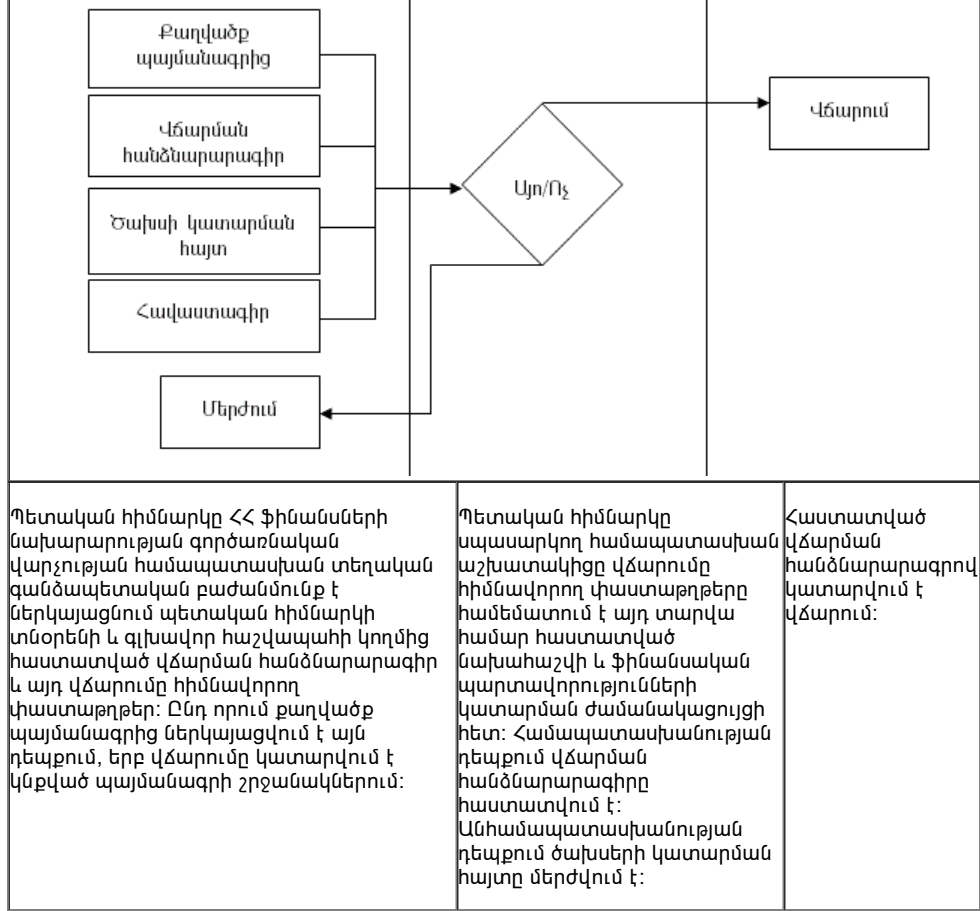 Քաղվածք
պայմանագրից
Վճարման
հանձնարարագիր
Ծախսի կատարման
հայտ
Հավաստագիր
Մերժում
Այո/Ոչ
Վճարում
Պետական հիմնարկը ՀՀ ֆինանսների
նախարարության գործառնական
վարչության համապատասխան տեղական
գանձապետական բաժանմունք է
ներկայացնում պետական հիմնարկի
տնօրենի և գլխավոր հաշվապահի կողմից
հաստատված վճարման հանձնարարագիր
և այդ վճարումը հիմնավորող
փաստաթղթեր: Ընդ որում քաղվածք
պայմանագրից ներկայացվում է այն
դեպքում, երբ վճարումը կատարվում է
կնքված պայմանագրի շրջանակներում:
Պետական հիմնարկը
սպասարկող համապատասխան
աշխատակիցը վճարումը
հիմնավորող փաստաթղթերը
համեմատում է այդ տարվա
համար հաստատված
նախահաշվի և ֆինանսական
պարտավորությունների
կատարման ժամանակացույցի
հետ: Համապատասխանության
դեպքում վճարման
հանձնարարագիրը
հաստատվում է:
Անհամապատասխանության
դեպքում ծախսերի կատարման
հայտը մերժվում է:
Հաստատված
վճարման
հանձնարարագրով
կատարվում է
վճարում: